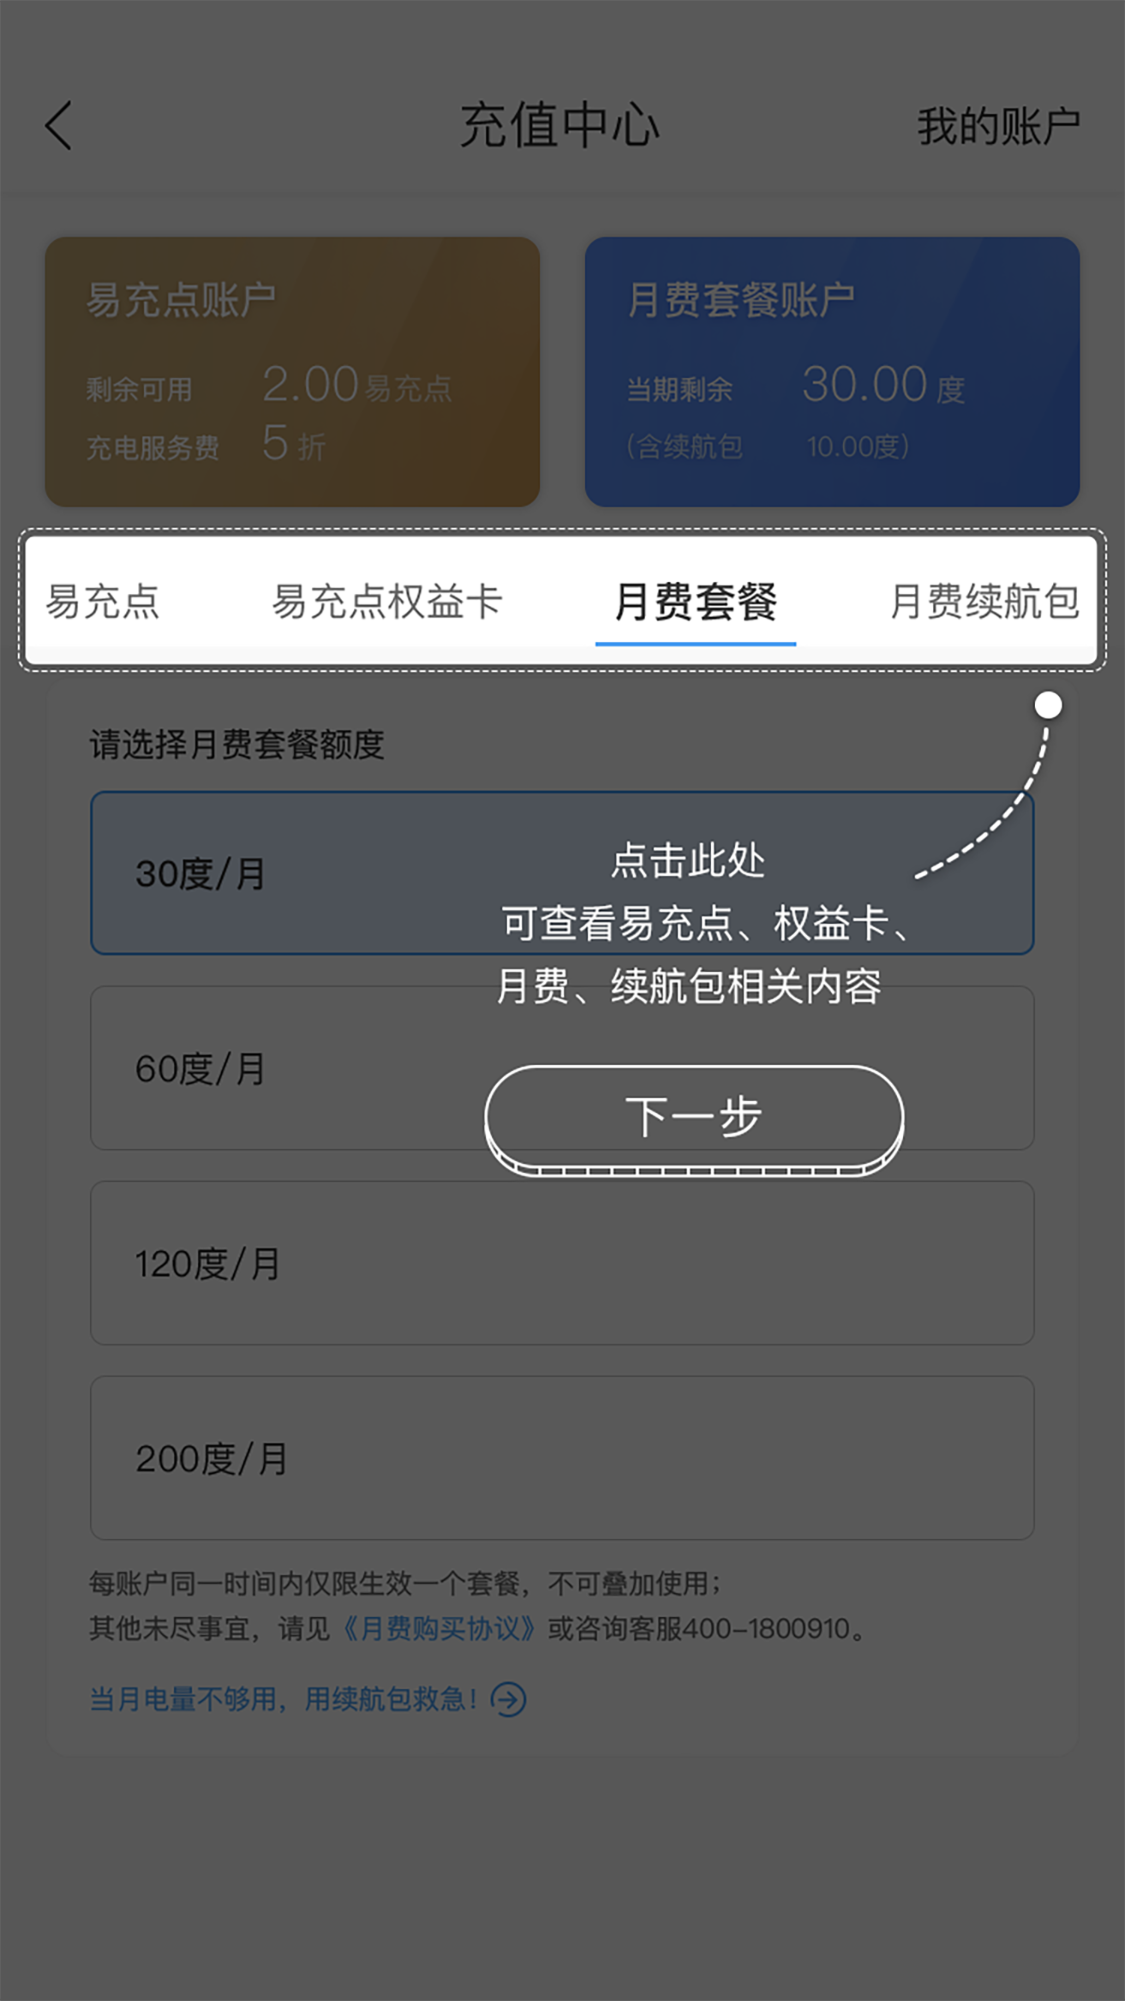 充值中心
我的账户
易充点账户
剩余可用 2.00易充点
充电服务费 5折
月费套餐账户
当期剩余 30.00度
(含续航包 10.00度)
易充点 易充点权益卡 月费套餐 月费续航包
请选择月费套餐额度
30度/月
点击此处
可查看易充点、权益卡、
月费、续航包相关内容
60度/月
下一步
120度/月
200度/月
每账户同一时间内仅限生效一个套餐，不可叠加使用；
其他未尽事宜，请见《月费购买协议》或咨询客服400-1800910。
当月电量不够用，用续航包救急！